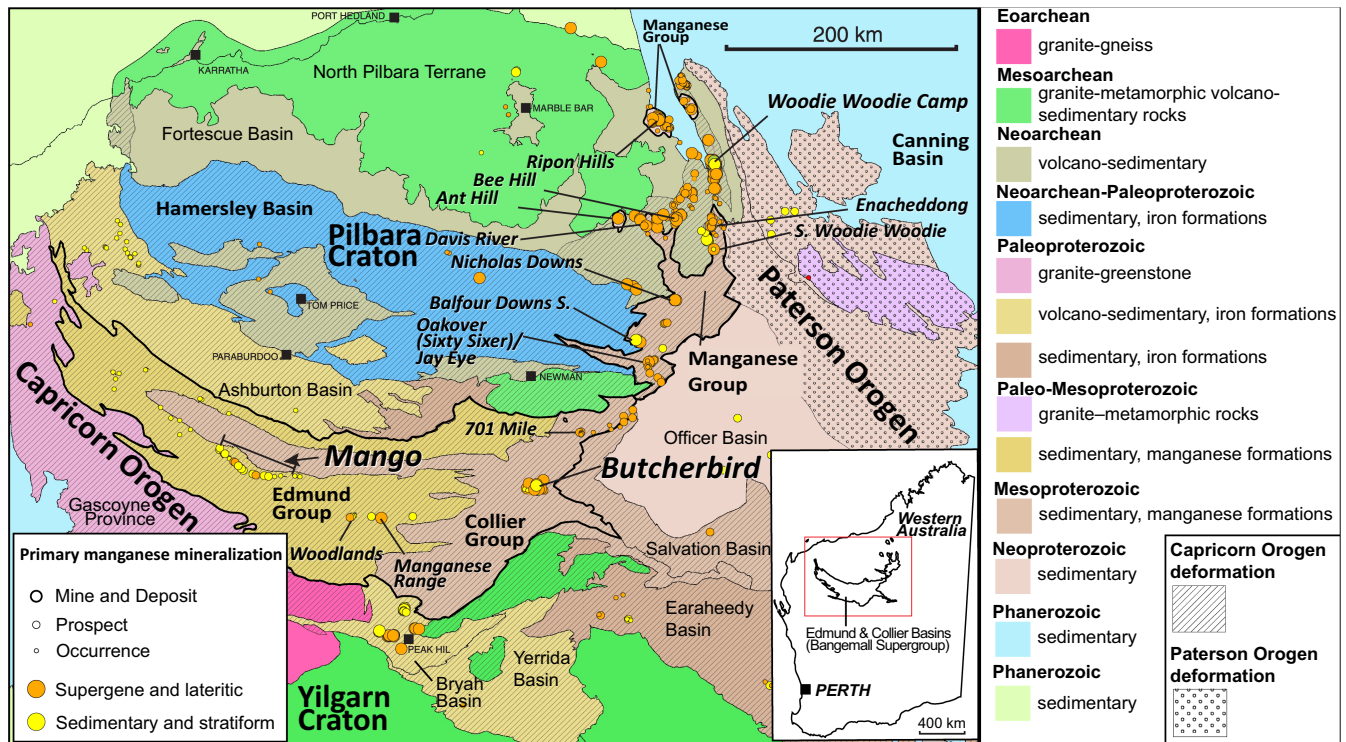 PORT HEDLAND
KARRATHA
North Pilbara Terrane
MARBLE BAR
Fortescue Basin
Manganese
Group
200 km
Woodie Woodie Camp
Canning
Basin
Ripon Hills
Bee Hill
Ant Hill
Enacheddong
Hamersley Basin
Pilbara
Craton
Davis River
S. Woodie Woodie
Nicholas Downs
TOM PRICE
Balfour Downs S.
Oakover
(Sixty Sixer)/
Jay Eye
Paterson Orogen
PARABURDOO
Manganese
Group
NEWMAN
Ashburton Basin
Capricorn Orogen
701 Mile
Officer Basin
Mango
Butcherbird
Edmund
Group
Gascoyne
Province
Collier
Group
Woodlands
Manganese
Range
Salvation Basin
Earaheedy
Basin
PEAK HIL
Yerrida
Basin
Bryah
Basin
Yilgarn
Craton
Primary manganese mineralization
Mine and Deposit
Prospect
Occurrence
Supergene and lateritic
Sedimentary and stratiform
Western
Australia
Edmund & Collier Basins
(Bangemall Supergroup)
PERTH
400 km
Eoarchean
granite-gneiss
Mesoarchean
granite-metamorphic volcano-
sedimentary rocks
Neoarchean
volcano-sedimentary
Neoarchean-Paleoproterozoic
sedimentary, iron formations
Paleoproterozoic
granite-greenstone
volcano-sedimentary, iron formations
sedimentary, iron formations
Paleo-Mesoproterozoic
granite–metamorphic rocks
sedimentary, manganese formations
Mesoproterozoic
sedimentary, manganese formations
Neoproterozoic
sedimentary
Phanerozoic
sedimentary
Phanerozoic
sedimentary
Capricorn Orogen
deformation
Paterson Orogen
deformation